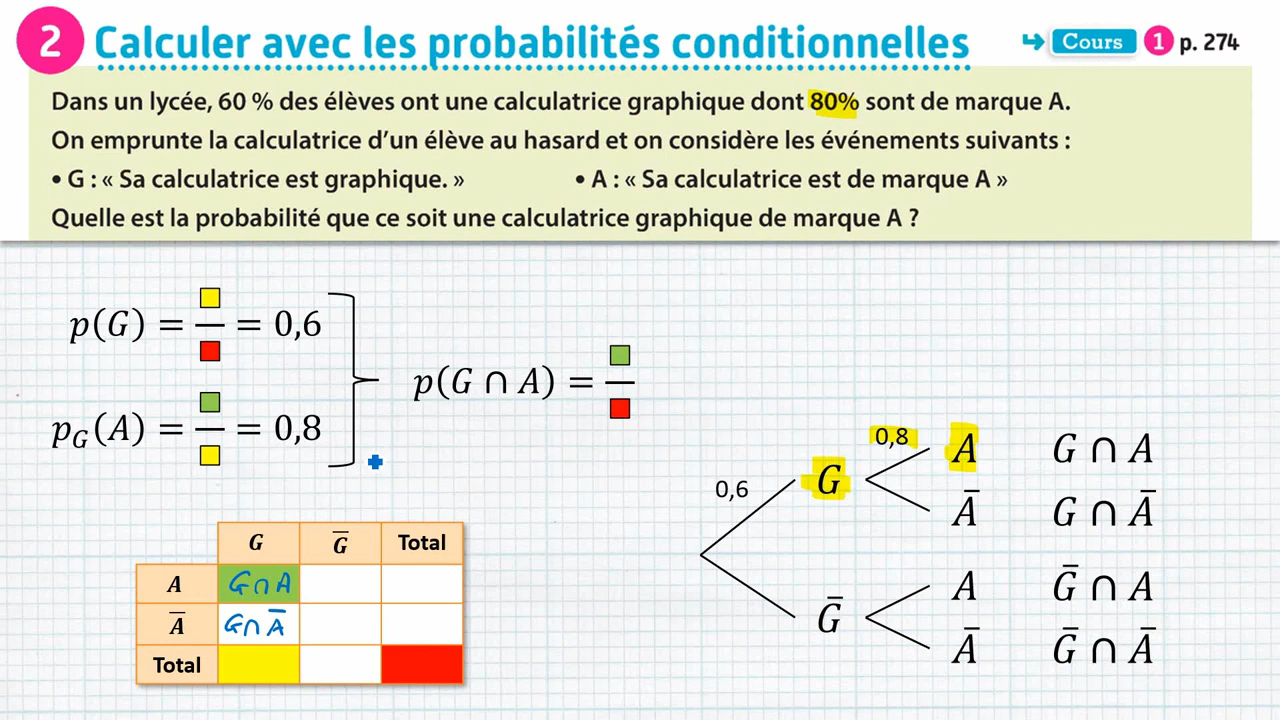 2 Calculer avec les probabilités conditionnelles Cours 1 p. 274
Dans un lycée, 60 % des élèves ont une calculatrice graphique dont 80% sont de marque A.
On emprunte la calculatrice d'un élève au hasard et on considère les événements suivants :
• G : « Sa calculatrice est graphique. » • A : « Sa calculatrice est de marque A »
Quelle est la probabilité que ce soit une calculatrice graphique de marque A ?
p(G) = = 0,6
p(G ∩ A) =
p_G(A) = = 0,8
G G̅ Total
A G∩A
A̅ G∩A̅
Total
0,6
0,8
G
A G ∩ A
A̅ G ∩ A̅
G̅
A G̅ ∩ A
A̅ G̅ ∩ A̅